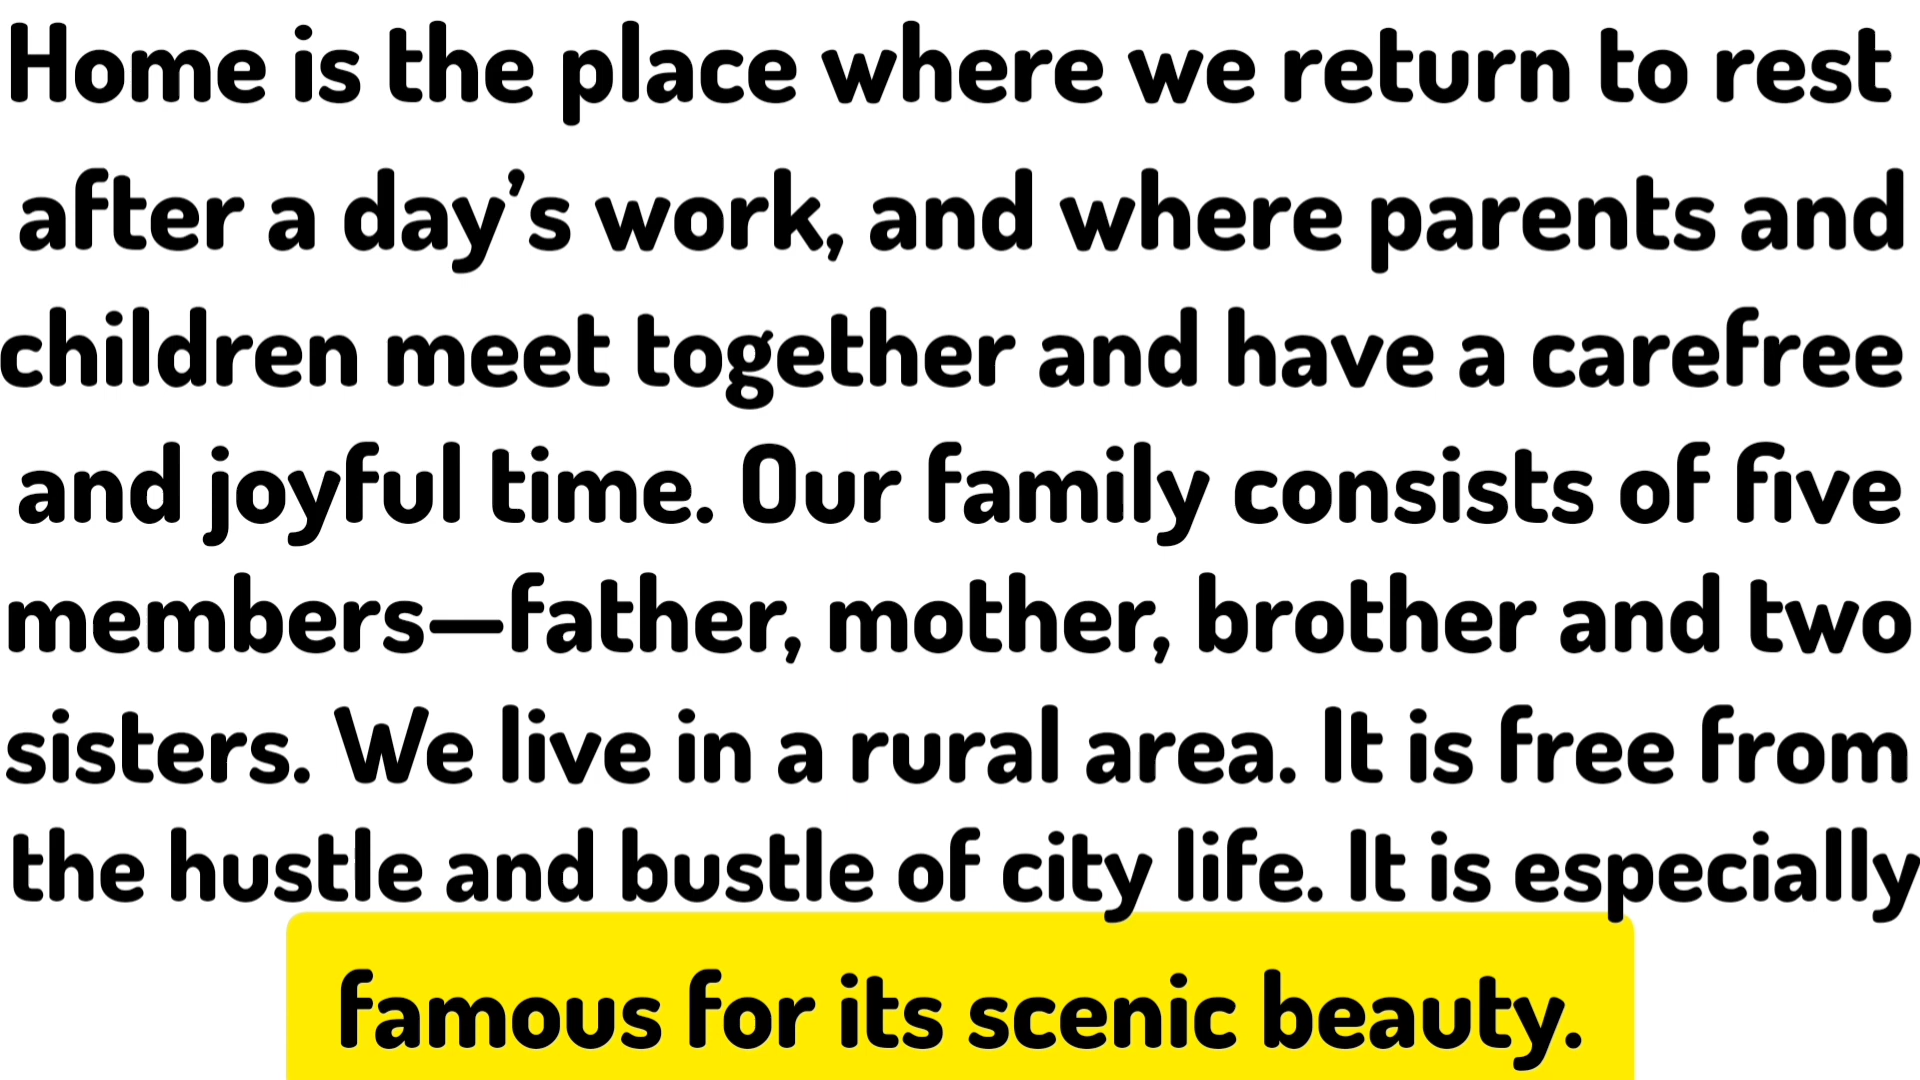 Home is the place where we return to rest
after a day’s work, and where parents and
children meet together and have a carefree
and joyful time. Our family consists of five
members—father, mother, brother and two
sisters. We live in a rural area. It is free from
the hustle and bustle of city life. It is especially
famous for its scenic beauty.